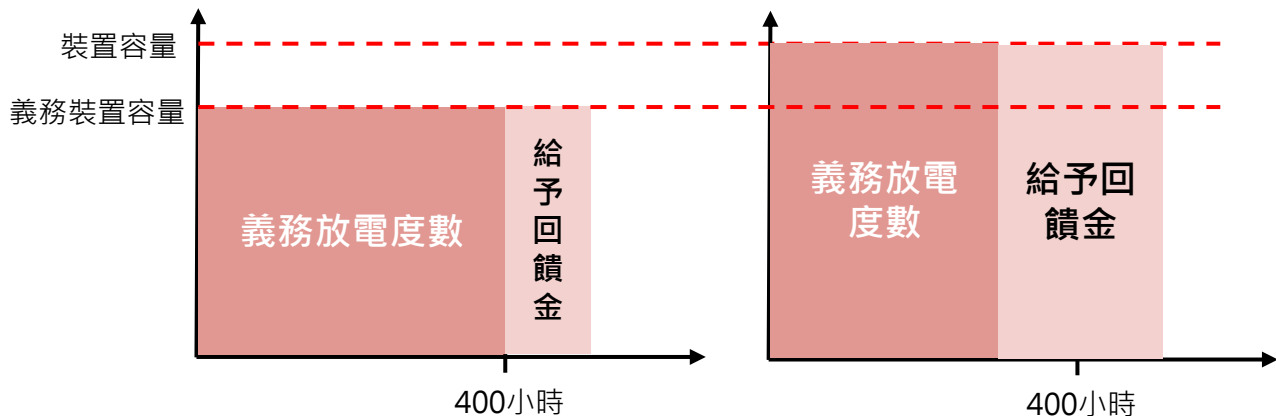 裝置容量
義務裝置容量
義務放電度數
給
予
回
饋
金
400小時
義務放電
度數
給予回
饋金
400小時